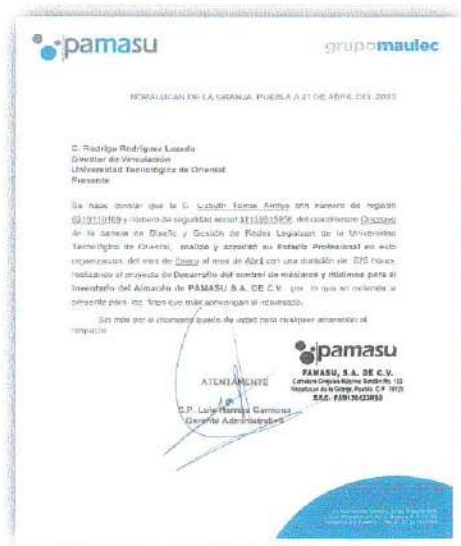 pamasu
grupomaulec
NOPALUCAN DE LA GRANJA, PUEBLA A 21 DE ABRIL DEL 2023
C. Rodrigo Rodríguez
Director de Vinculación
Universidad Tecnológica de Oriental
Presente
Se hace constar que la C. Torres Arroyo con número de registro
y número de seguridad social del cuatrimestre
de la carrera en Diseño y Gestión de Redes Logísticas de la Universidad
Tecnológica de Oriental, realizo y acreditó su Estadía Profesional en esta
organización, del mes de Enero al mes de Abril con una duración de 525 horas,
realizando el proyecto de Desarrollo del control de máximos y mínimos para el
Inventario del Almacén de PAMASU S.A. DE C.V. por lo que se extiende la
presente para los fines que más convengan al interesado.
Sin más por el momento quedo de usted para cualquier aclaración al
respecto.
pamasu
PAMASU, S.A. DE C.V.
ATENTAMENTE
C.P. Luis Carmona
Gerente Administrativo